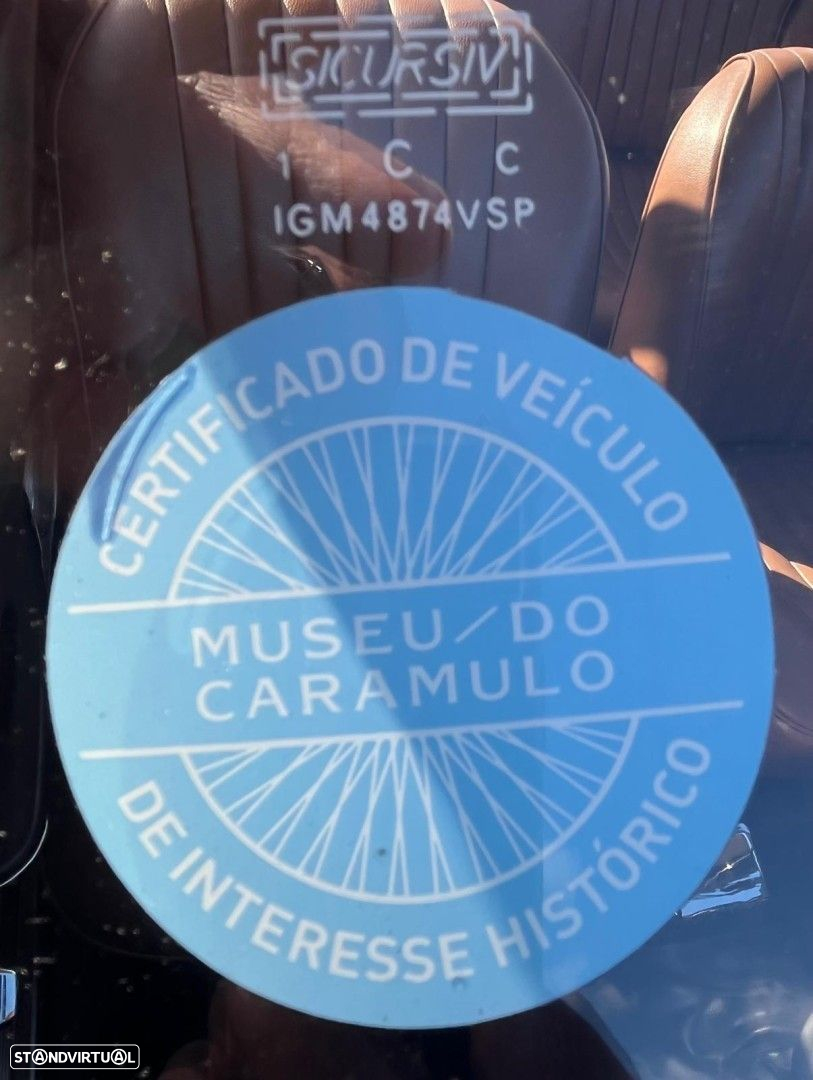 SICURSIV
1 C C
IGM4874VSP
CERTIFICADO DE VEÍCULO
MUSEU/DO
CARAMULO
DE INTERESSE HISTÓRICO
STANDVIRTUAL